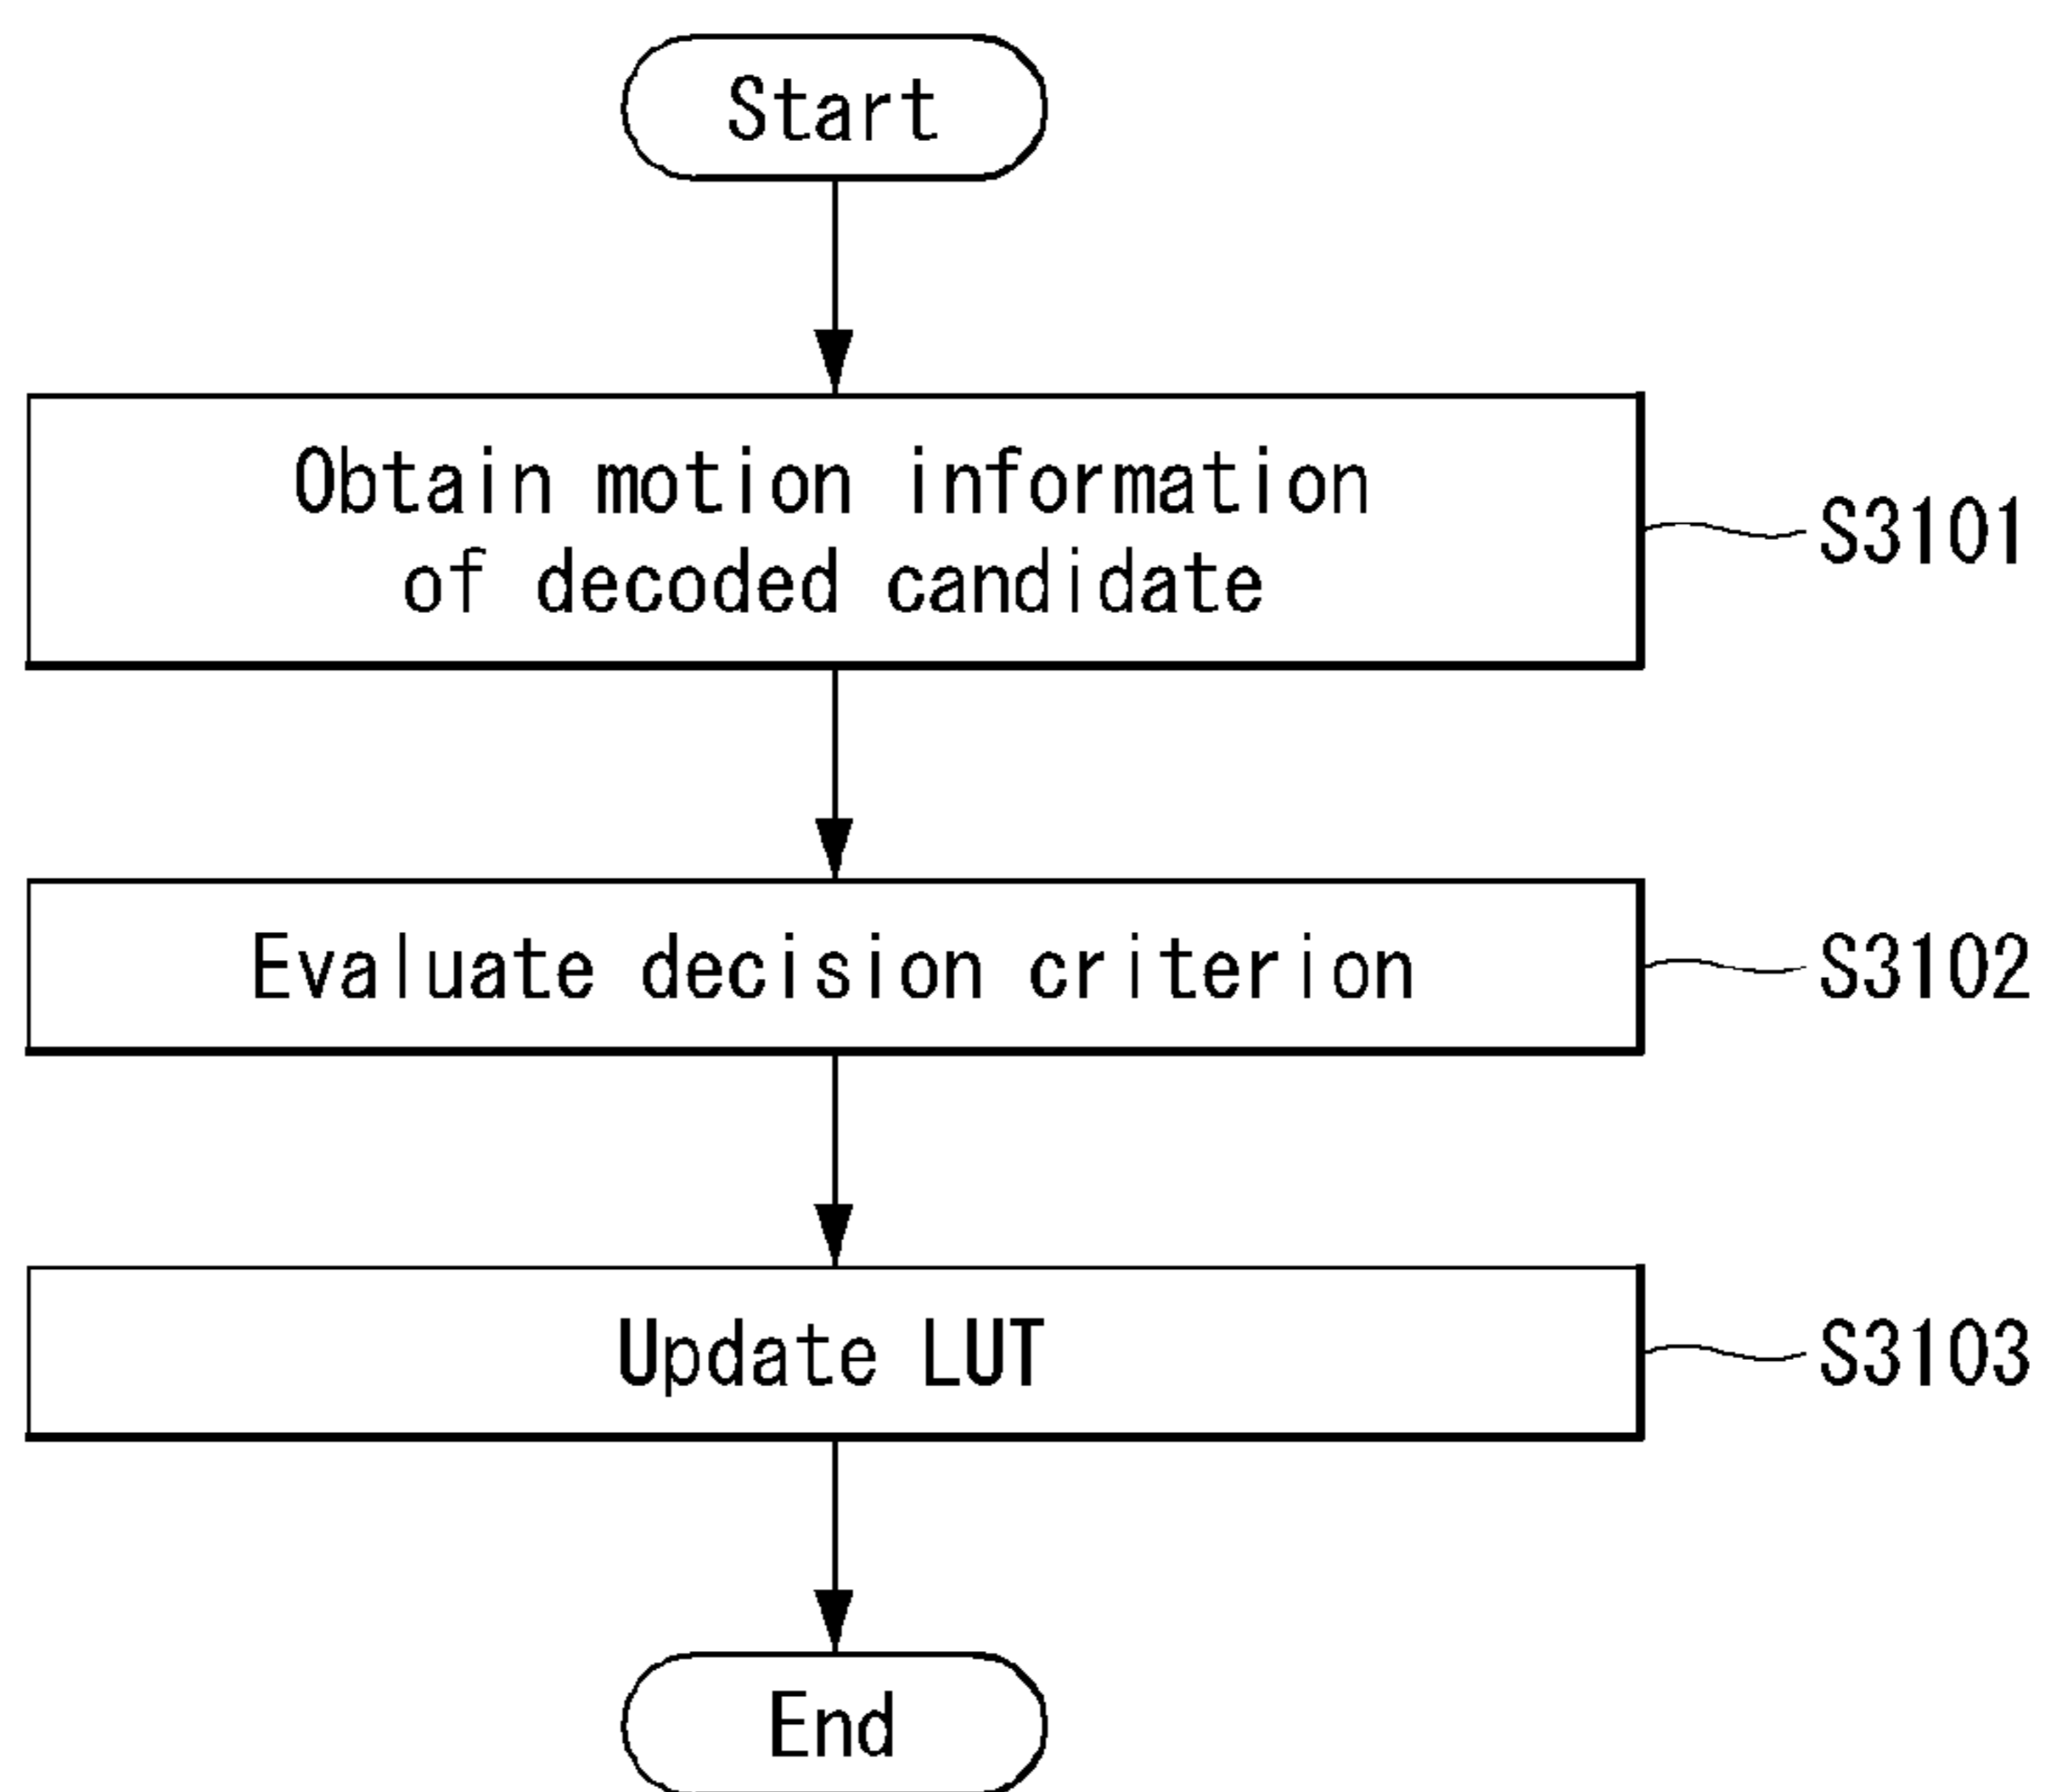 Start
Obtain motion information
of decoded candidate
S3101
Evaluate decision criterion
S3102
Update LUT
S3103
End